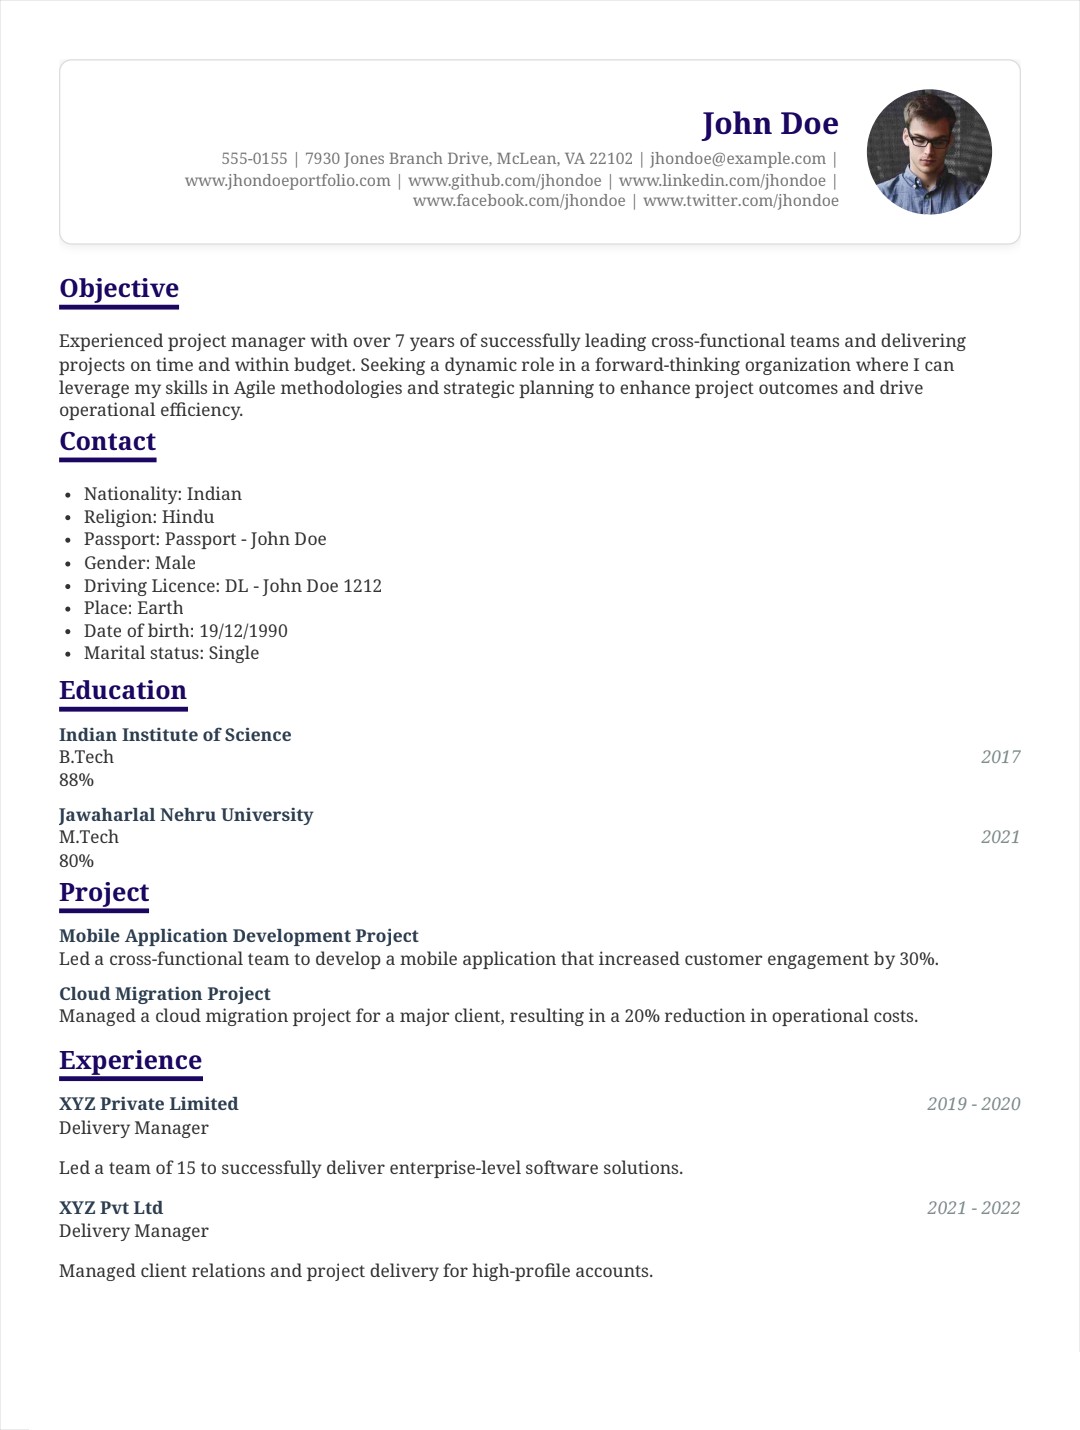 John Doe
555-0155 | 7930 Jones Branch Drive, McLean, VA 22102 | jhondoe@example.com |
www.jhondoeportfolio.com | www.github.com/jhondoe | www.linkedin.com/jhondoe |
www.facebook.com/jhondoe | www.twitter.com/jhondoe
Objective
Experienced project manager with over 7 years of successfully leading cross-functional teams and delivering
projects on time and within budget. Seeking a dynamic role in a forward-thinking organization where I can
leverage my skills in Agile methodologies and strategic planning to enhance project outcomes and drive
operational efficiency.
Contact
• Nationality: Indian
• Religion: Hindu
• Passport: Passport - John Doe
• Gender: Male
• Driving Licence: DL - John Doe 1212
• Place: Earth
• Date of birth: 19/12/1990
• Marital status: Single
Education
Indian Institute of Science
B.Tech 2017
88%
Jawaharlal Nehru University
M.Tech 2021
80%
Project
Mobile Application Development Project
Led a cross-functional team to develop a mobile application that increased customer engagement by 30%.
Cloud Migration Project
Managed a cloud migration project for a major client, resulting in a 20% reduction in operational costs.
Experience
XYZ Private Limited 2019 - 2020
Delivery Manager
Led a team of 15 to successfully deliver enterprise-level software solutions.
XYZ Pvt Ltd 2021 - 2022
Delivery Manager
Managed client relations and project delivery for high-profile accounts.